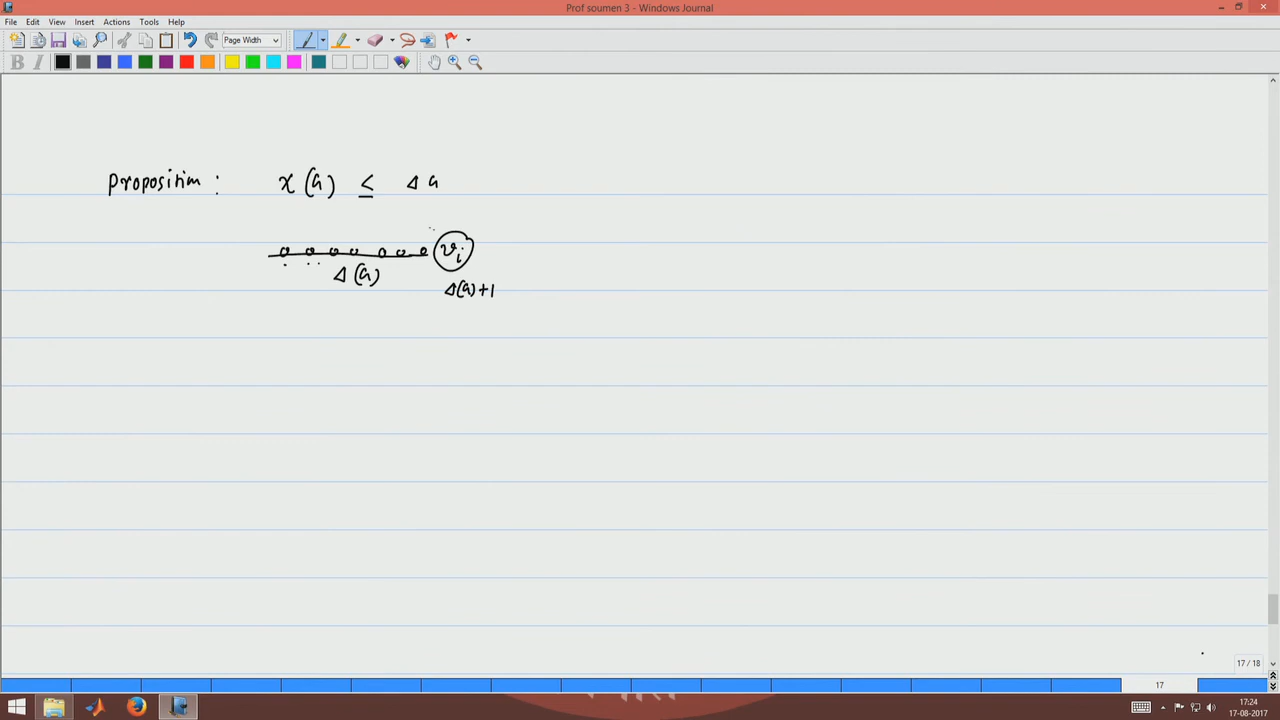 Prof soumen 3 - Windows Journal
File Edit View Insert Actions Tools Help
Page Width
B I
Proposition : χ(G) ≤ Δ G
v_i
Δ(G)
Δ(G)+1
17 / 18
17
17:24
17-08-2017